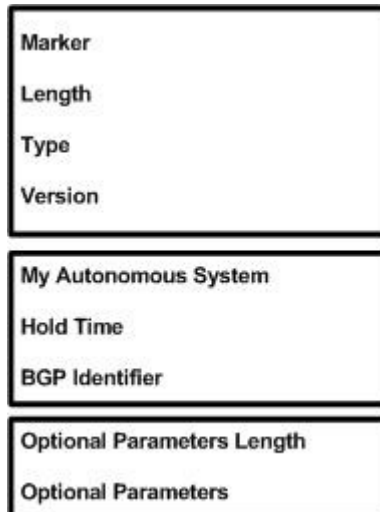 Marker
Length
Type
Version
My Autonomous System
Hold Time
BGP Identifier
Optional Parameters Length
Optional Parameters